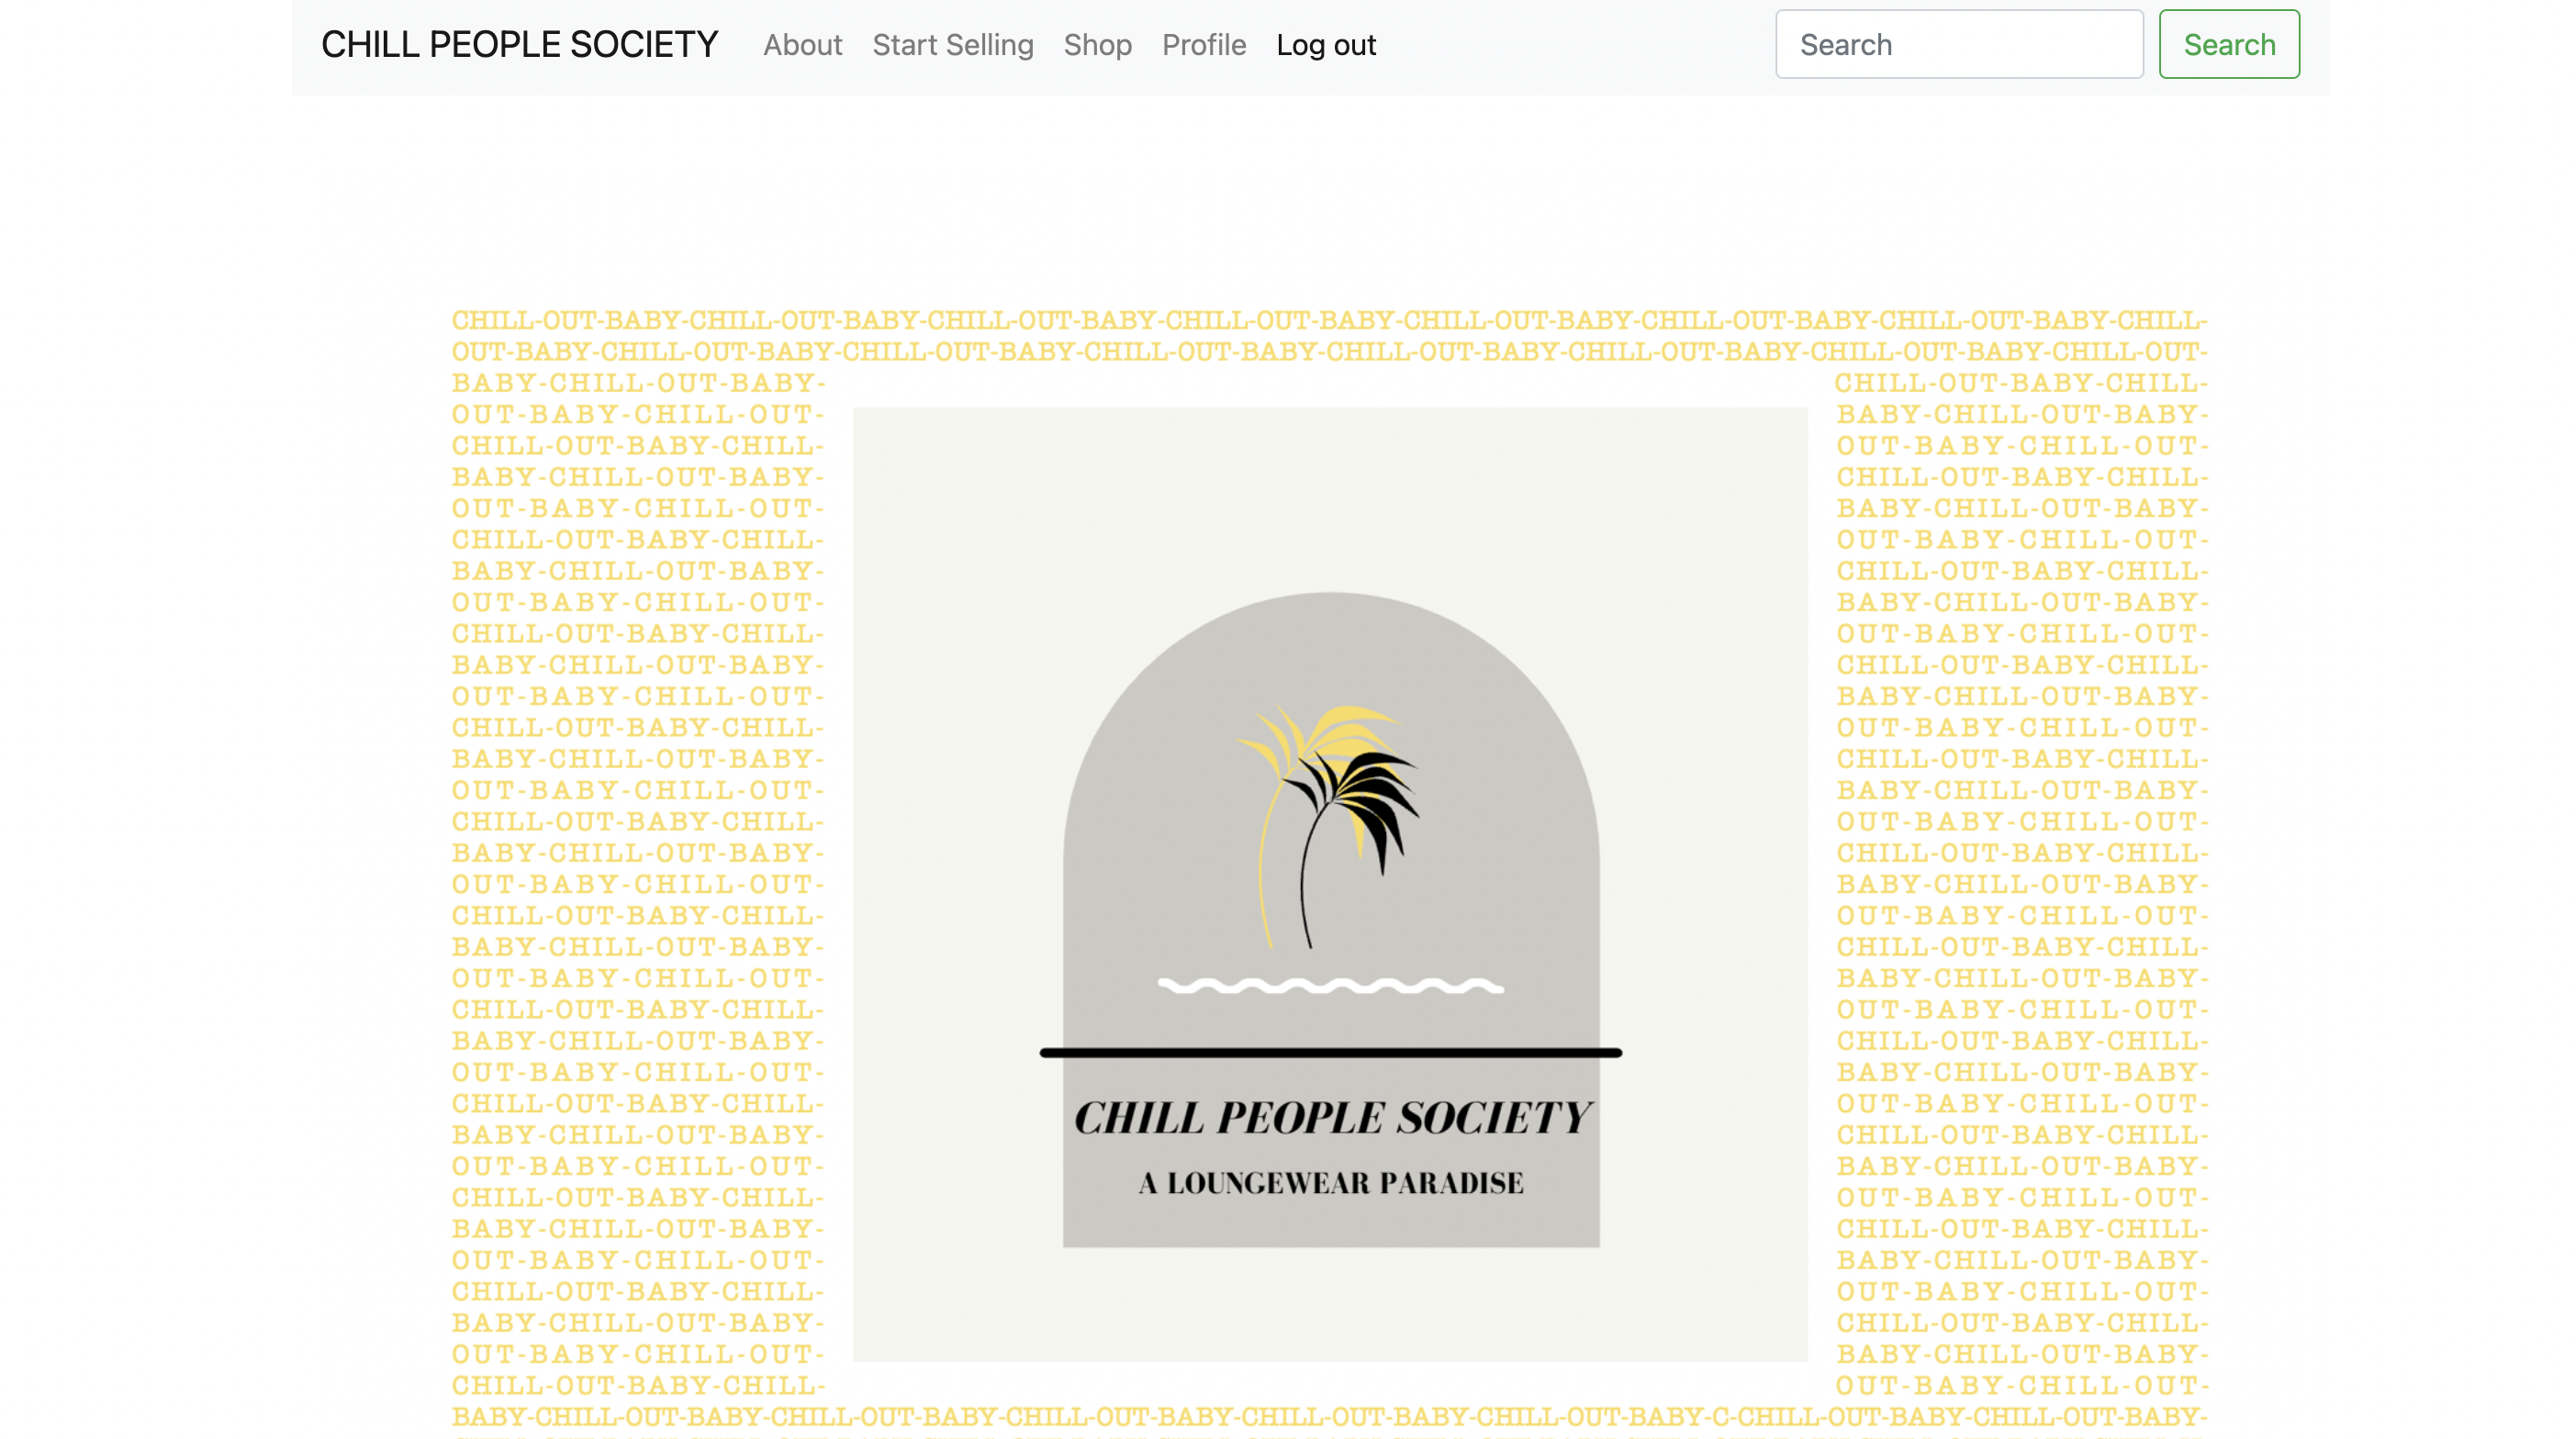 CHILL PEOPLE SOCIETY
About
Start Selling
Shop
Profile
Log out
Search
Search
CHILL-OUT-BABY-CHILL-OUT-BABY-CHILL-OUT-BABY-CHILL-OUT-BABY-CHILL-OUT-BABY-CHILL-OUT-BABY-CHILL-OUT-BABY-CHILL-
OUT-BABY-CHILL-OUT-BABY-CHILL-OUT-BABY-CHILL-OUT-BABY-CHILL-OUT-BABY-CHILL-OUT-BABY-CHILL-OUT-BABY-CHILL-OUT-
BABY-CHILL-OUT-BABY-
OUT-BABY-CHILL-OUT-
CHILL-OUT-BABY-CHILL-
BABY-CHILL-OUT-BABY-
OUT-BABY-CHILL-OUT-
CHILL-OUT-BABY-CHILL-
BABY-CHILL-OUT-BABY-
OUT-BABY-CHILL-OUT-
CHILL-OUT-BABY-CHILL-
BABY-CHILL-OUT-BABY-
OUT-BABY-CHILL-OUT-
CHILL-OUT-BABY-CHILL-
BABY-CHILL-OUT-BABY-
OUT-BABY-CHILL-OUT-
CHILL-OUT-BABY-CHILL-
BABY-CHILL-OUT-BABY-
OUT-BABY-CHILL-OUT-
CHILL-OUT-BABY-CHILL-
BABY-CHILL-OUT-BABY-
OUT-BABY-CHILL-OUT-
CHILL-OUT-BABY-CHILL-
BABY-CHILL-OUT-BABY-
OUT-BABY-CHILL-OUT-
CHILL-OUT-BABY-CHILL-
BABY-CHILL-OUT-BABY-
OUT-BABY-CHILL-OUT-
CHILL-OUT-BABY-CHILL-
BABY-CHILL-OUT-BABY-
OUT-BABY-CHILL-OUT-
CHILL-OUT-BABY-CHILL-
BABY-CHILL-OUT-BABY-
OUT-BABY-CHILL-OUT-
CHILL-OUT-BABY-CHILL-
CHILL PEOPLE SOCIETY
A LOUNGEWEAR PARADISE
CHILL-OUT-BABY-CHILL-
BABY-CHILL-OUT-BABY-
OUT-BABY-CHILL-OUT-
CHILL-OUT-BABY-CHILL-
BABY-CHILL-OUT-BABY-
OUT-BABY-CHILL-OUT-
CHILL-OUT-BABY-CHILL-
BABY-CHILL-OUT-BABY-
OUT-BABY-CHILL-OUT-
CHILL-OUT-BABY-CHILL-
BABY-CHILL-OUT-BABY-
OUT-BABY-CHILL-OUT-
CHILL-OUT-BABY-CHILL-
BABY-CHILL-OUT-BABY-
OUT-BABY-CHILL-OUT-
CHILL-OUT-BABY-CHILL-
BABY-CHILL-OUT-BABY-
OUT-BABY-CHILL-OUT-
CHILL-OUT-BABY-CHILL-
BABY-CHILL-OUT-BABY-
OUT-BABY-CHILL-OUT-
CHILL-OUT-BABY-CHILL-
BABY-CHILL-OUT-BABY-
OUT-BABY-CHILL-OUT-
CHILL-OUT-BABY-CHILL-
BABY-CHILL-OUT-BABY-
OUT-BABY-CHILL-OUT-
CHILL-OUT-BABY-CHILL-
BABY-CHILL-OUT-BABY-
OUT-BABY-CHILL-OUT-
CHILL-OUT-BABY-CHILL-
BABY-CHILL-OUT-BABY-
OUT-BABY-CHILL-OUT-
BABY-CHILL-OUT-BABY-CHILL-OUT-BABY-CHILL-OUT-BABY-CHILL-OUT-BABY-CHILL-OUT-BABY-C-CHILL-OUT-BABY-CHILL-OUT-BABY-